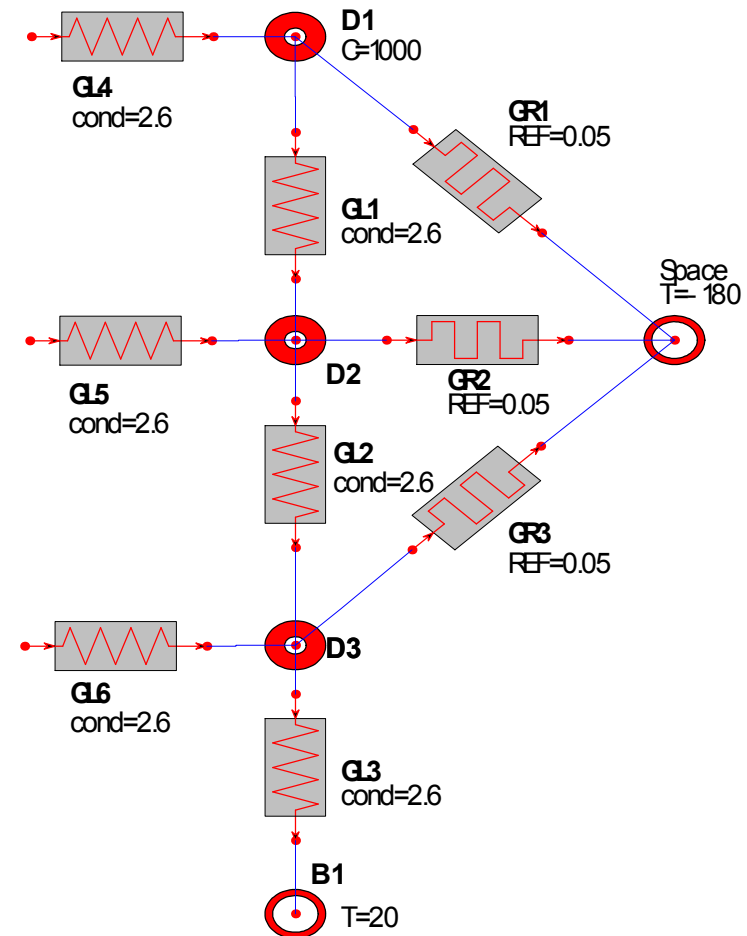 D1
C=1000
GL4
cond=2.6
GR1
REF=0.05
GL1
cond=2.6
Space
T=-180
D2
GL5
cond=2.6
GR2
REF=0.05
GL2
cond=2.6
GR3
REF=0.05
D3
GL6
cond=2.6
GL3
cond=2.6
B1
T=20